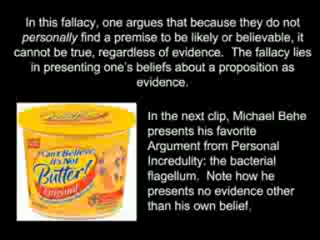 In this fallacy, one argues that because they do not
personally find a premise to be likely or believable, it
cannot be true, regardless of evidence. The fallacy lies
in presenting one's beliefs about a proposition as
evidence.
I Can't Believe
It's Not
Butter!
Original
In the next clip, Michael Behe
presents his favorite
Argument from Personal
Incredulity: the bacterial
flagellum. Note how he
presents no evidence other
than his own belief.